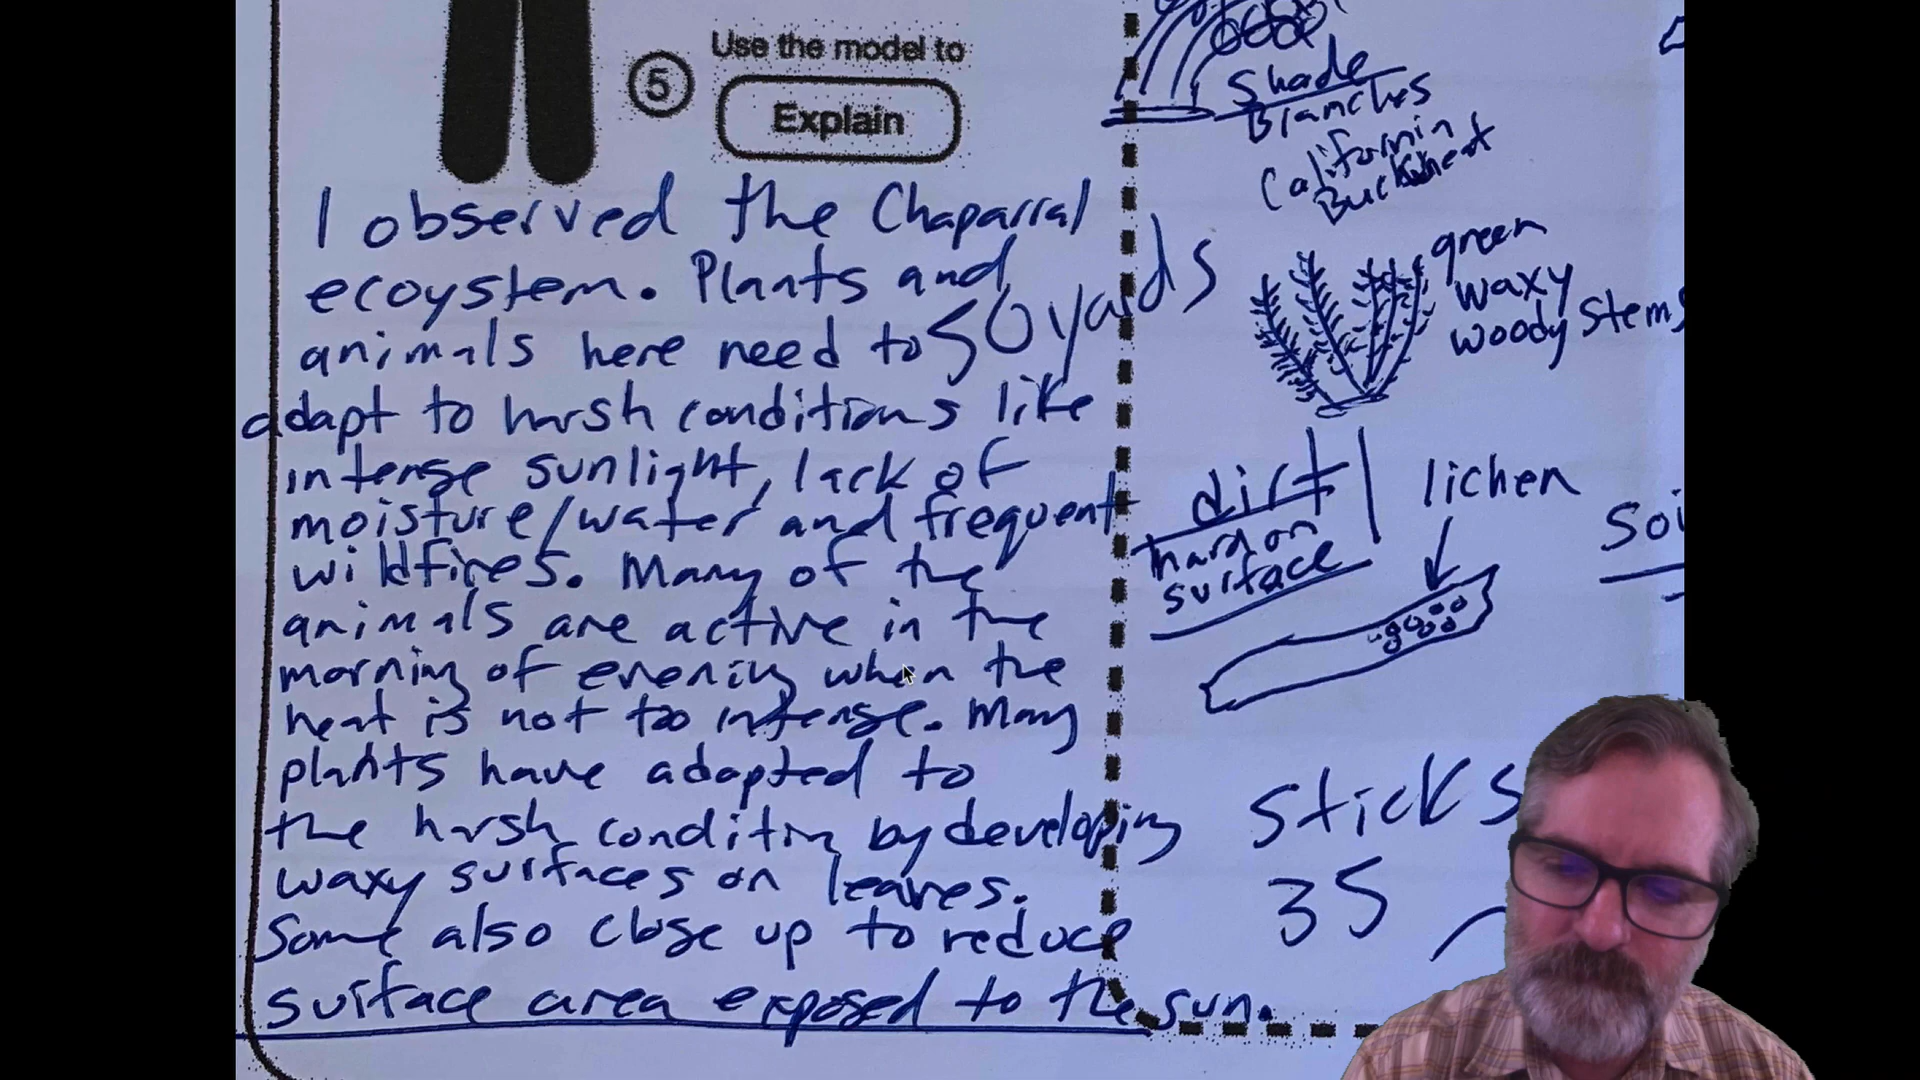 Use the model to
5
Explain
I observed the Chaparral
ecoystem. Plants and
animals here need to
50 yards
adapt to harsh conditions like
intense sunlight, lack of
moisture/water and frequent
wildfires. Many of the
animals are active in the
morning of evening when the
heat is not too intense. Many
plants have adapted to
the harsh condition by developing
waxy surfaces on leaves.
Some also close up to reduce
surface area exposed to the sun.
Shade
Branches
California
Buckwheat
green
waxy
woody stems
dirt
hard on
surface
lichen
Soi
sticks
35